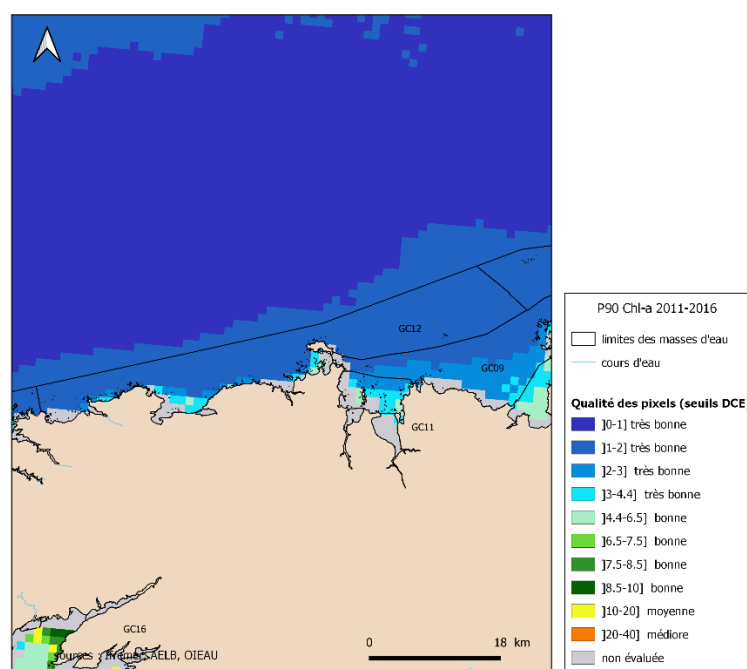 GC12
GC09
GC11
GC16
sources : Ifremer, AELB, OIEAU
0 18 km
P90 Chl-a 2011-2016
limites des masses d'eau
cours d'eau
Qualité des pixels (seuils DCE)
]0-1] très bonne
]1-2] très bonne
]2-3] très bonne
]3-4.4] très bonne
]4.4-6.5] bonne
]6.5-7.5] bonne
]7.5-8.5] bonne
]8.5-10] bonne
]10-20] moyenne
]20-40] médiore
non évaluée